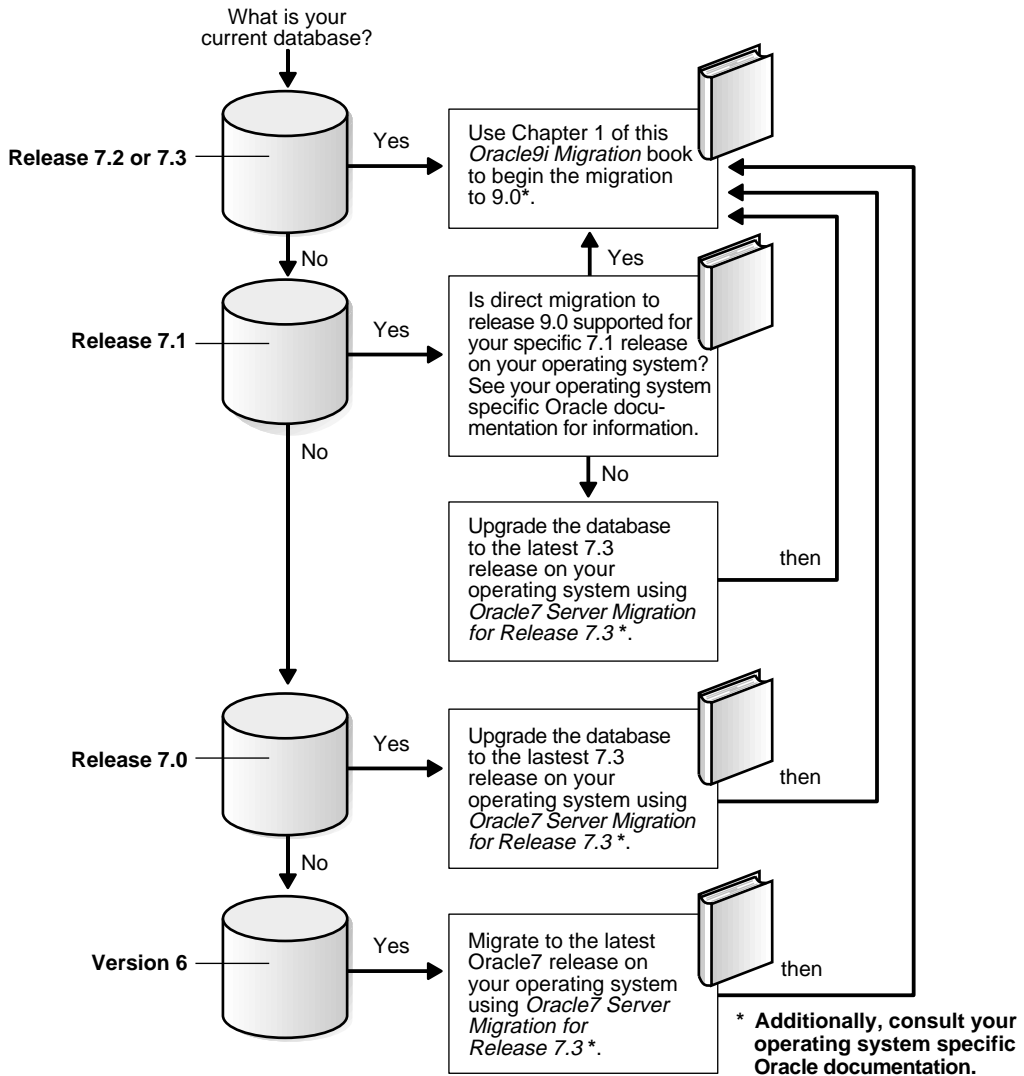 What is your
current database?
Release 7.2 or 7.3
Yes
Use Chapter 1 of this
Oracle9i Migration book
to begin the migration
to 9.0*.
No
Yes
Release 7.1
Yes
Is direct migration to
release 9.0 supported for
your specific 7.1 release
on your operating system?
See your operating system
specific Oracle docu-
mentation for information.
No
No
Upgrade the database
to the latest 7.3
release on your
operating system using
Oracle7 Server Migration
for Release 7.3 *.
then
Release 7.0
Yes
Upgrade the database
to the lastest 7.3
release on your
operating system using
Oracle7 Server Migration
for Release 7.3 *.
then
No
Version 6
Yes
Migrate to the latest
Oracle7 release on
your operating system
using Oracle7 Server
Migration for
Release 7.3 *.
then
* Additionally, consult your
operating system specific
Oracle documentation.